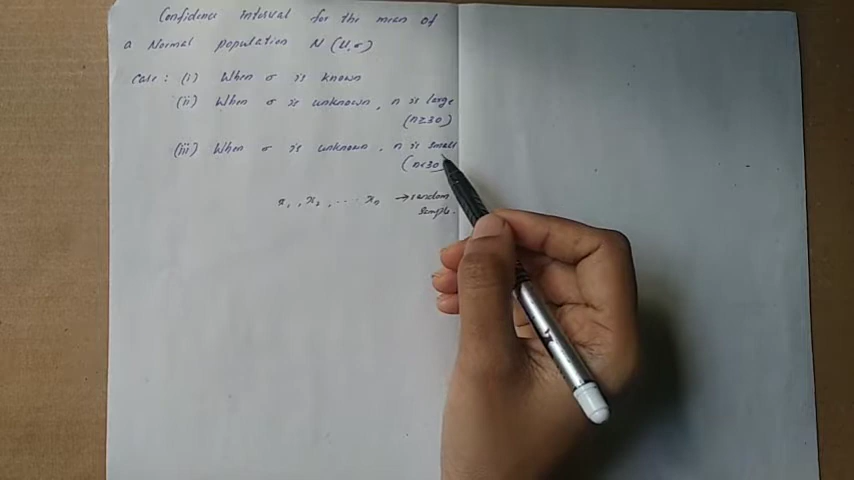 Confidence interval for the mean of
a Normal population N (μ, σ)
Case : (i) When σ is known
(ii) When σ is unknown, n is large
(n≥30)
(iii) When σ is unknown, n is small
(n<30
x₁, x₂, .... xₙ → random
sample.